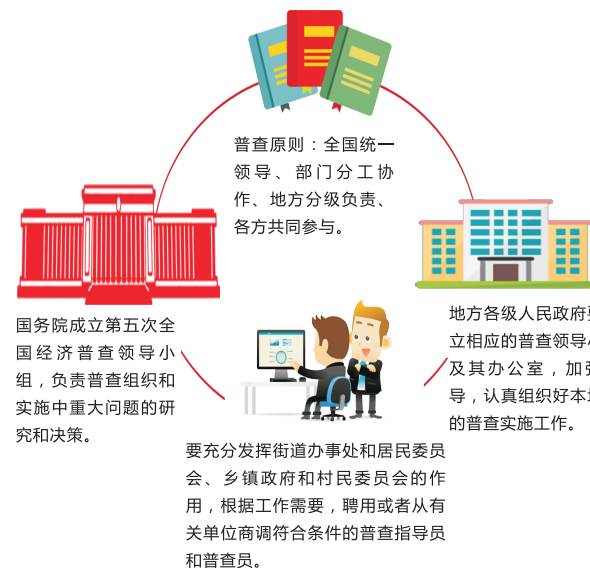 普查原则：全国统一
领导、部门分工协
作、地方分级负责、
各方共同参与。
国务院成立第五次全
国经济普查领导小
组，负责普查组织和
实施中重大问题的研
究和决策。
地方各级人民政府
立相应的普查领导
及其办公室，加
导，认真组织好本
的普查实施工作。
要充分发挥街道办事处和居民委员
会、乡镇政府和村民委员会的作
用，根据工作需要，聘用或者从有
关单位商调符合条件的普查指导员
和普查员。